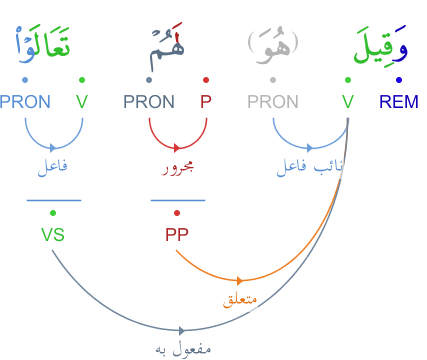 وَقِيلَ (هُوَ) لَهُمْ تَعَالَوْا۟
REM V PRON P PRON V PRON
نائب فاعل مجرور فاعل
PP VS
متعلق
مفعول به